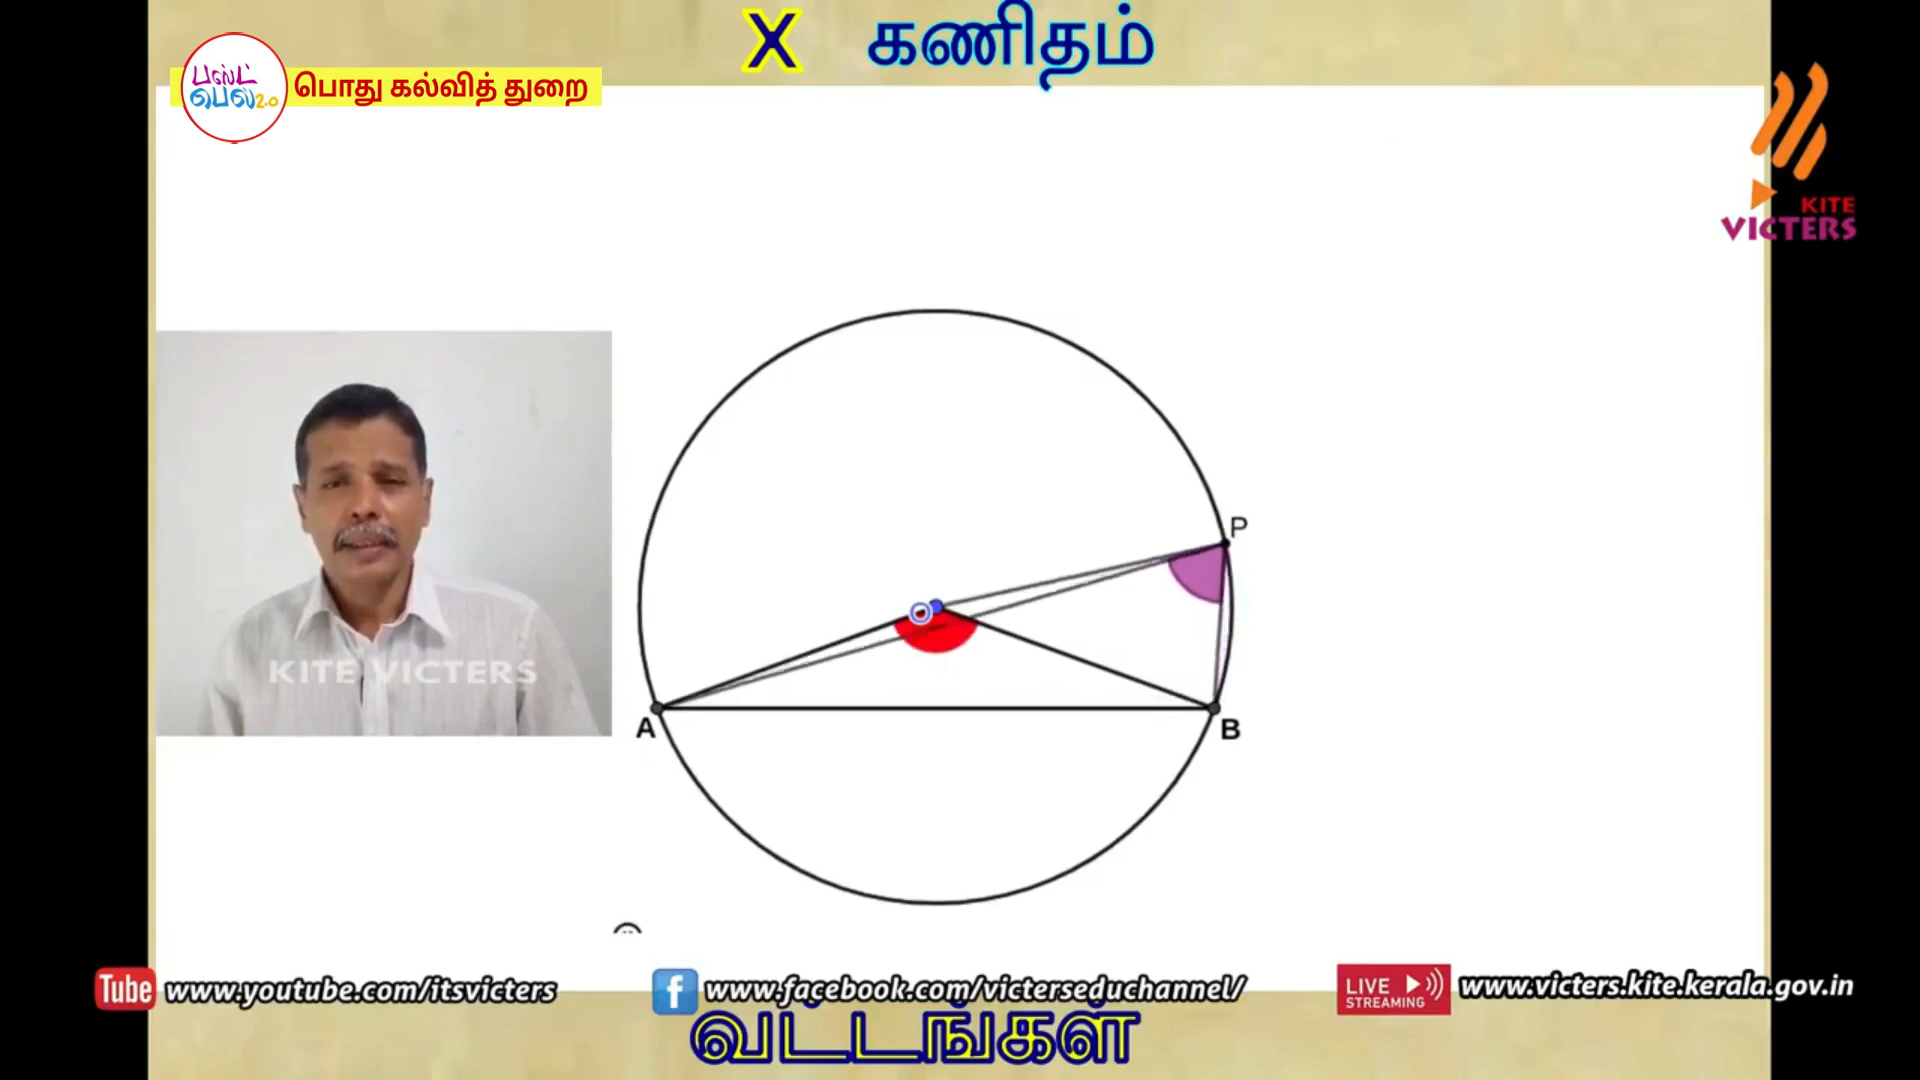 X கணிதம்
பஸ்ட்
பெல் 2.0
பொது கல்வித் துறை
KITE
VICTERS
P
KITE VICTERS
A
B
Tube www.youtube.com/itsvicters
f www.facebook.com/victerseduchannel/
LIVE
STREAMING
www.victers.kite.kerala.gov.in
வட்டங்கள்